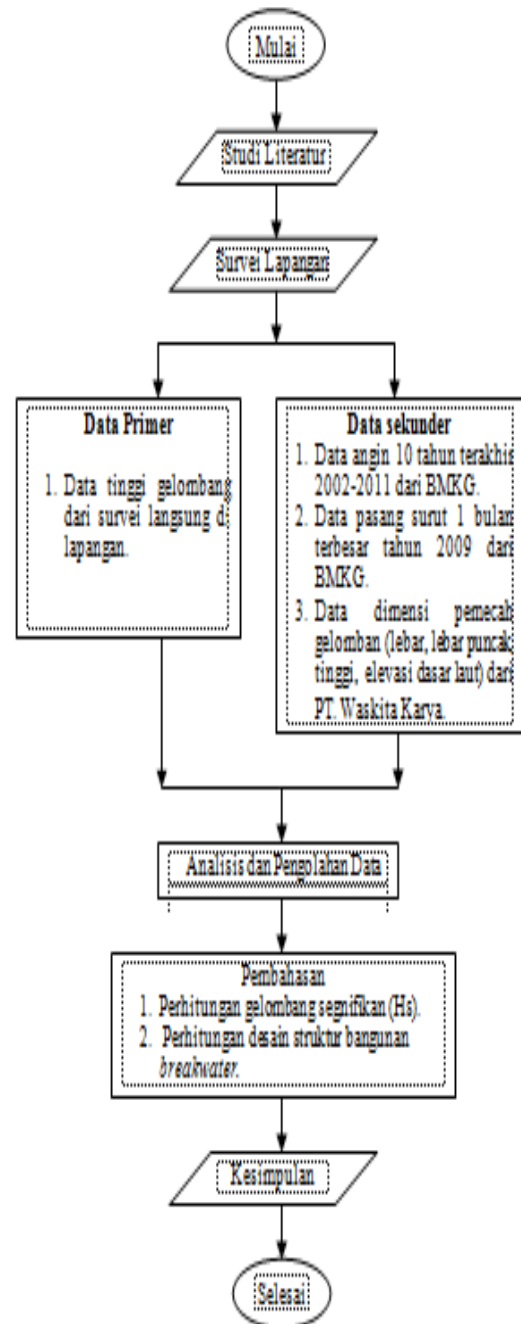 Mulai
Studi Literatur
Survei Lapangan
Data Primer
1. Data tinggi gelombang
dari survei langsung di
lapangan.
Data sekunder
1. Data angin 10 tahun terakhir
2002-2011 dari BMKG.
2. Data pasang surut 1 bulan
terbesar tahun 2009 dari
BMKG.
3. Data dimensi pemecah
gelomban (lebar, lebar puncak,
tinggi, elevasi dasar laut) dari
PT. Waskita Karya.
Analisis dan Pengolahan Data
Pembahasan
1. Perhitungan gelombang segnifikan (Hs).
2. Perhitungan desain struktur bangunan
breakwater.
Kesimpulan
Selesai